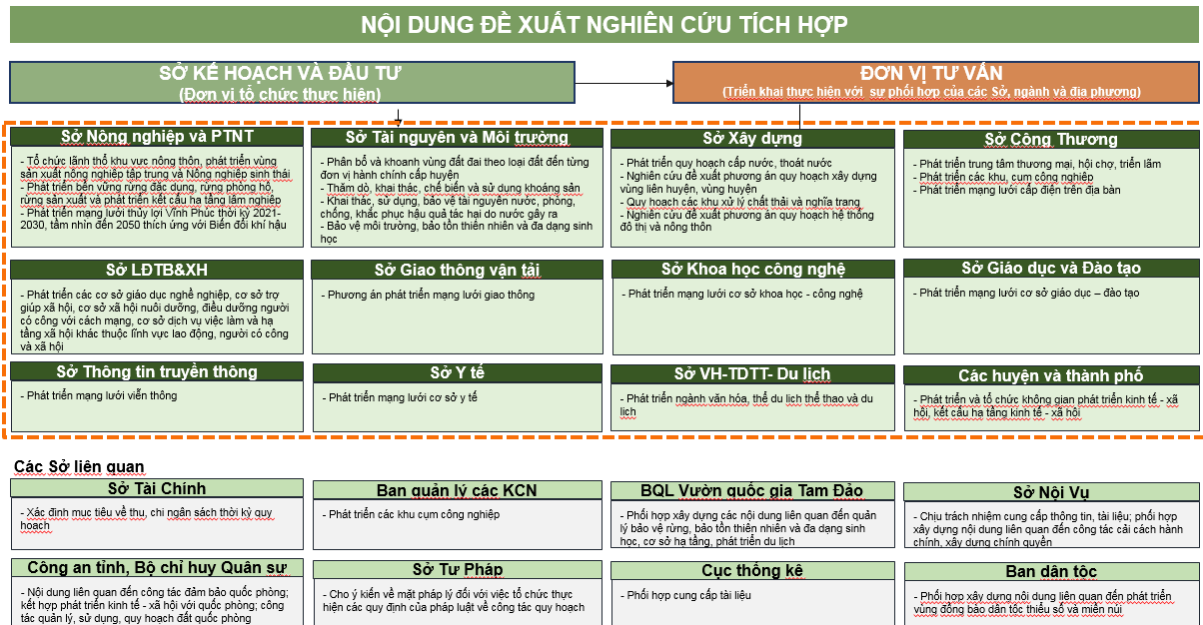 NỘI DUNG ĐỀ XUẤT NGHIÊN CỨU TÍCH HỢP
SỞ KẾ HOẠCH VÀ ĐẦU TƯ
(Đơn vị tổ chức thực hiện)
ĐƠN VỊ TƯ VẤN
(Triển khai thực hiện với sự phối hợp của các Sở, ngành và địa phương)
Sở Nông nghiệp và PTNT
- Tổ chức lãnh thổ khu vực nông thôn, phát triển vùng
sản xuất nông nghiệp tập trung và Nông nghiệp sinh thái
- Phát triển bền vững rừng đặc dụng, rừng phòng hộ,
rừng sản xuất và phát triển kết cấu hạ tầng lâm nghiệp
- Phát triển mạng lưới thủy lợi Vĩnh Phúc thời kỳ 2021-
2030, tầm nhìn đến 2050 thích ứng với Biến đổi khí hậu
Sở Tài nguyên và Môi trường
- Phân bổ và khoanh vùng đất đai theo loại đất đến từng
đơn vị hành chính cấp huyện
- Thăm dò, khai thác, chế biến và sử dụng khoáng sản
- Khai thác, sử dụng, bảo vệ tài nguyên nước, phòng,
chống, khắc phục hậu quả tác hại do nước gây ra
- Bảo vệ môi trường, bảo tồn thiên nhiên và đa dạng sinh
học
Sở Xây dựng
- Phát triển quy hoạch cấp nước, thoát nước
- Nghiên cứu đề xuất phương án quy hoạch xây dựng
vùng liên huyện, vùng huyện
- Quy hoạch các khu xử lý chất thải và nghĩa trang
- Nghiên cứu đề xuất phương án quy hoạch hệ thống
đô thị và nông thôn
Sở Công Thương
- Phát triển trung tâm thương mại, hội chợ, triển lãm
- Phát triển các khu, cụm công nghiệp
- Phát triển mạng lưới cấp điện trên địa bàn
Sở LĐTB&XH
- Phát triển các cơ sở giáo dục nghề nghiệp, cơ sở trợ
giúp xã hội, cơ sở xã hội nuôi dưỡng, điều dưỡng người
có công với cách mạng, cơ sở dịch vụ việc làm và hạ
tầng xã hội khác thuộc lĩnh vực lao động, người có công
và xã hội
Sở Giao thông vận tải
- Phương án phát triển mạng lưới giao thông
Sở Khoa học công nghệ
- Phát triển mạng lưới cơ sở khoa học - công nghệ
Sở Giáo dục và Đào tạo
- Phát triển mạng lưới cơ sở giáo dục – đào tạo
Sở Thông tin truyền thông
- Phát triển mạng lưới viễn thông
Sở Y tế
- Phát triển mạng lưới cơ sở y tế
Sở VH-TDTT- Du lịch
- Phát triển ngành văn hóa, thể du lịch thể thao và du
lịch
Các huyện và thành phố
- Phát triển và tổ chức không gian phát triển kinh tế - xã
hội, kết cấu hạ tầng kinh tế - xã hội
Các Sở liên quan
Sở Tài Chính
- Xác định mục tiêu về thu, chi ngân sách thời kỳ quy
hoạch
Ban quản lý các KCN
- Phát triển các khu cụm công nghiệp
BQL Vườn quốc gia Tam Đảo
- Phối hợp xây dựng các nội dung liên quan đến quản
lý bảo vệ rừng, bảo tồn thiên nhiên và đa dạng sinh
học, cơ sở hạ tầng, phát triển du lịch
Sở Nội Vụ
- Chịu trách nhiệm cung cấp thông tin, tài liệu; phối hợp
xây dựng nội dung liên quan đến công tác cải cách hành
chính, xây dựng chính quyền
Công an tỉnh, Bộ chỉ huy Quân sự
- Nội dung liên quan đến công tác đảm bảo quốc phòng;
kết hợp phát triển kinh tế - xã hội với quốc phòng; công
tác quản lý, sử dụng, quy hoạch đất quốc phòng
Sở Tư Pháp
- Cho ý kiến về mặt pháp lý đối với việc tổ chức thực
hiện các quy định của pháp luật về công tác quy hoạch
Cục thống kê
- Phối hợp cung cấp tài liệu
Ban dân tộc
- Phối hợp xây dựng nội dung liên quan đến phát triển
vùng đồng bào dân tộc thiểu số và miền núi